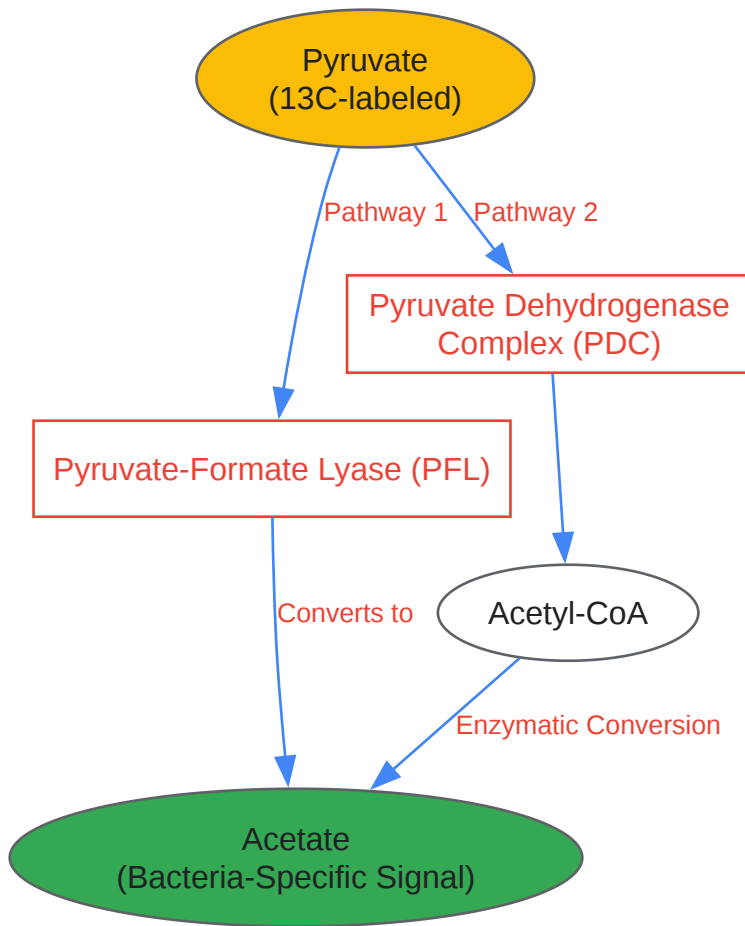 Pyruvate
(13C-labeled)
Pathway 1
Pathway 2
Pyruvate Dehydrogenase
Complex (PDC)
Pyruvate-Formate Lyase (PFL)
Converts to
Acetyl-CoA
Enzymatic Conversion
Acetate
(Bacteria-Specific Signal)